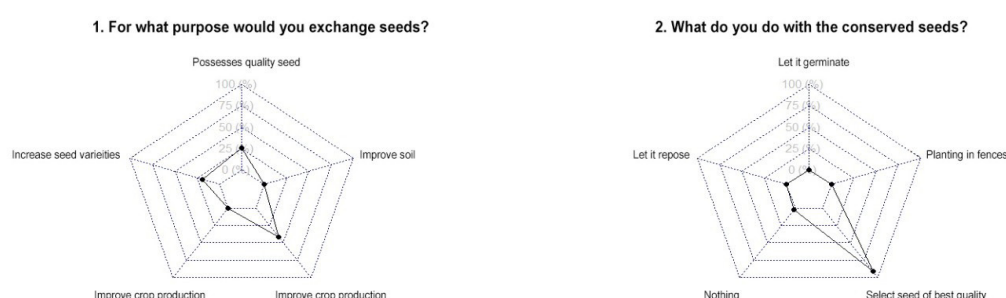 1. For what purpose would you exchange seeds?
Possesses quality seed
100 (%)
75 (%)
50 (%)
25 (%)
0 (%)
Increase seed varieities
Improve soil
Improve crop production
Improve crop production
2. What do you do with the conserved seeds?
Let it germinate
100 (%)
75 (%)
50 (%)
25 (%)
0 (%)
Let it repose
Planting in fences
Nothing
Select seed of best quality